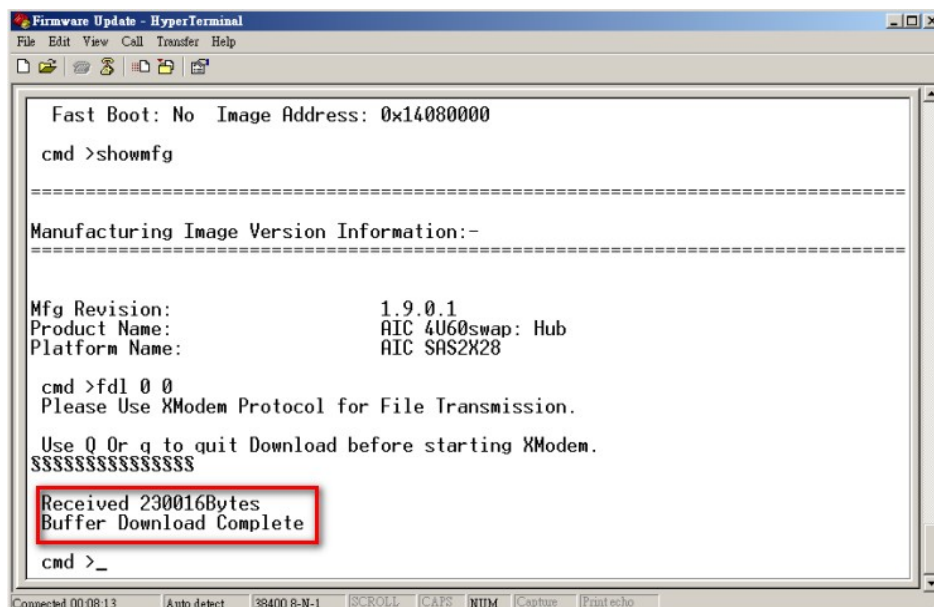 Firmware Update - HyperTerminal
File Edit View Call Transfer Help
Fast Boot: No Image Address: 0x14080000
cmd >showmfg
================================================================================
Manufacturing Image Version Information:-
================================================================================
Mfg Revision: 1.9.0.1
Product Name: AIC 4U60swap: Hub
Platform Name: AIC SAS2X28
cmd >fdl 0 0
Please Use XModem Protocol for File Transmission.
Use Q Or q to quit Download before starting XModem.
§§§§§§§§§§§§§§§
Received 230016Bytes
Buffer Download Complete
cmd >_
Connected 00:08:13 Auto detect 38400 8-N-1 SCROLL CAPS NUM Capture Print echo